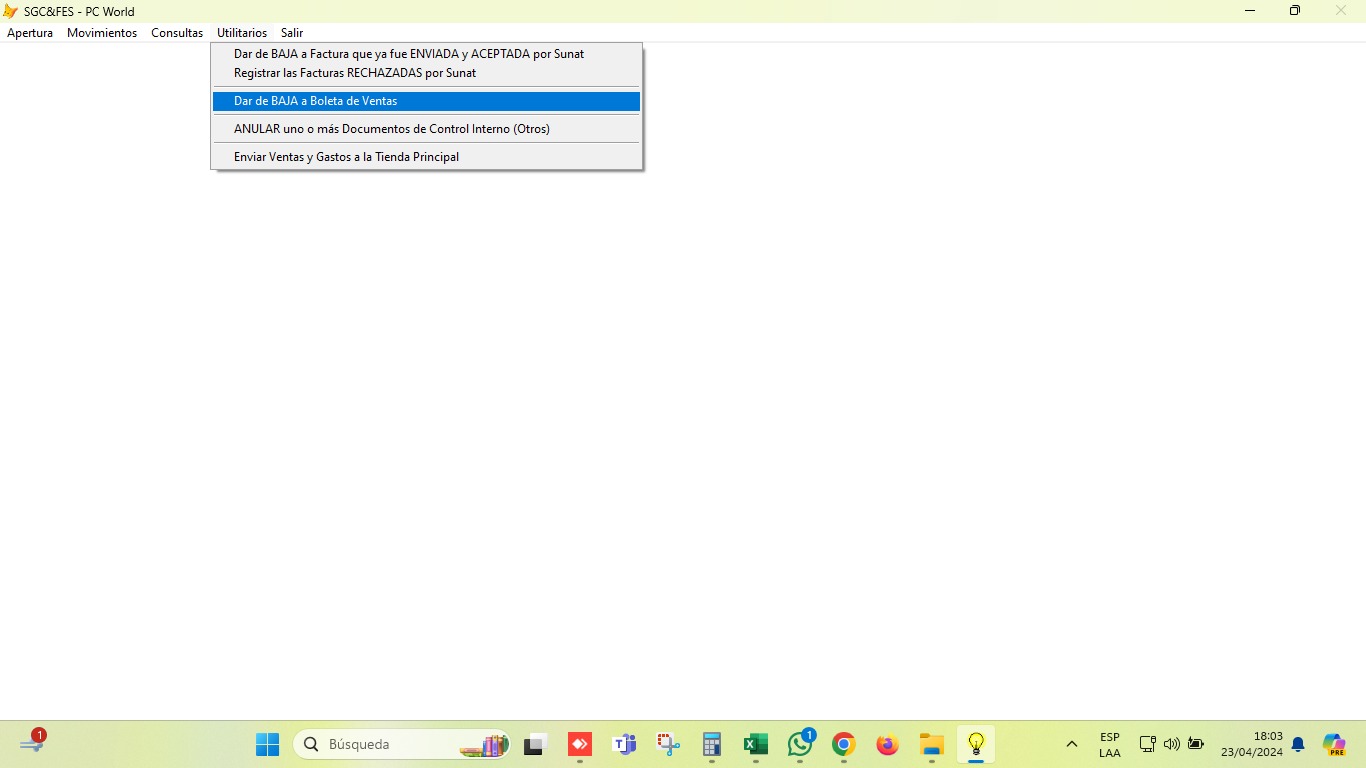 SGC&FES - PC World
Apertura Movimientos Consultas Utilitarios Salir
Dar de BAJA a Factura que ya fue ENVIADA y ACEPTADA por Sunat
Registrar las Facturas RECHAZADAS por Sunat
Dar de BAJA a Boleta de Ventas
ANULAR uno o más Documentos de Control Interno (Otros)
Enviar Ventas y Gastos a la Tienda Principal
1
Búsqueda
1
ESP
LAA
18:03
23/04/2024
PRE